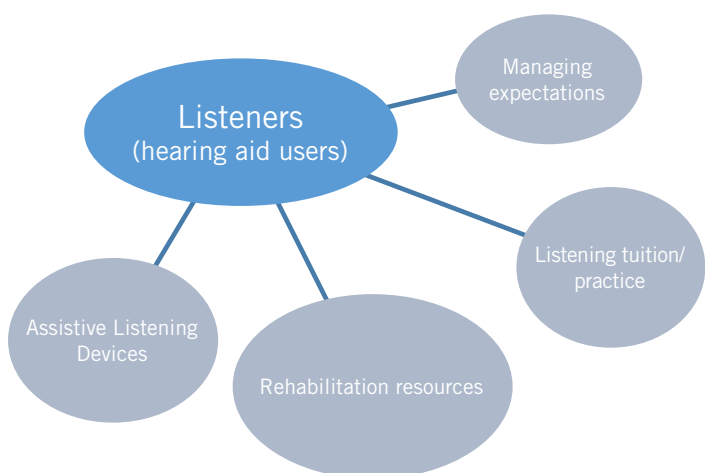 Listeners
(hearing aid users)
Managing
expectations
Listening tuition/
practice
Assistive Listening
Devices
Rehabilitation resources